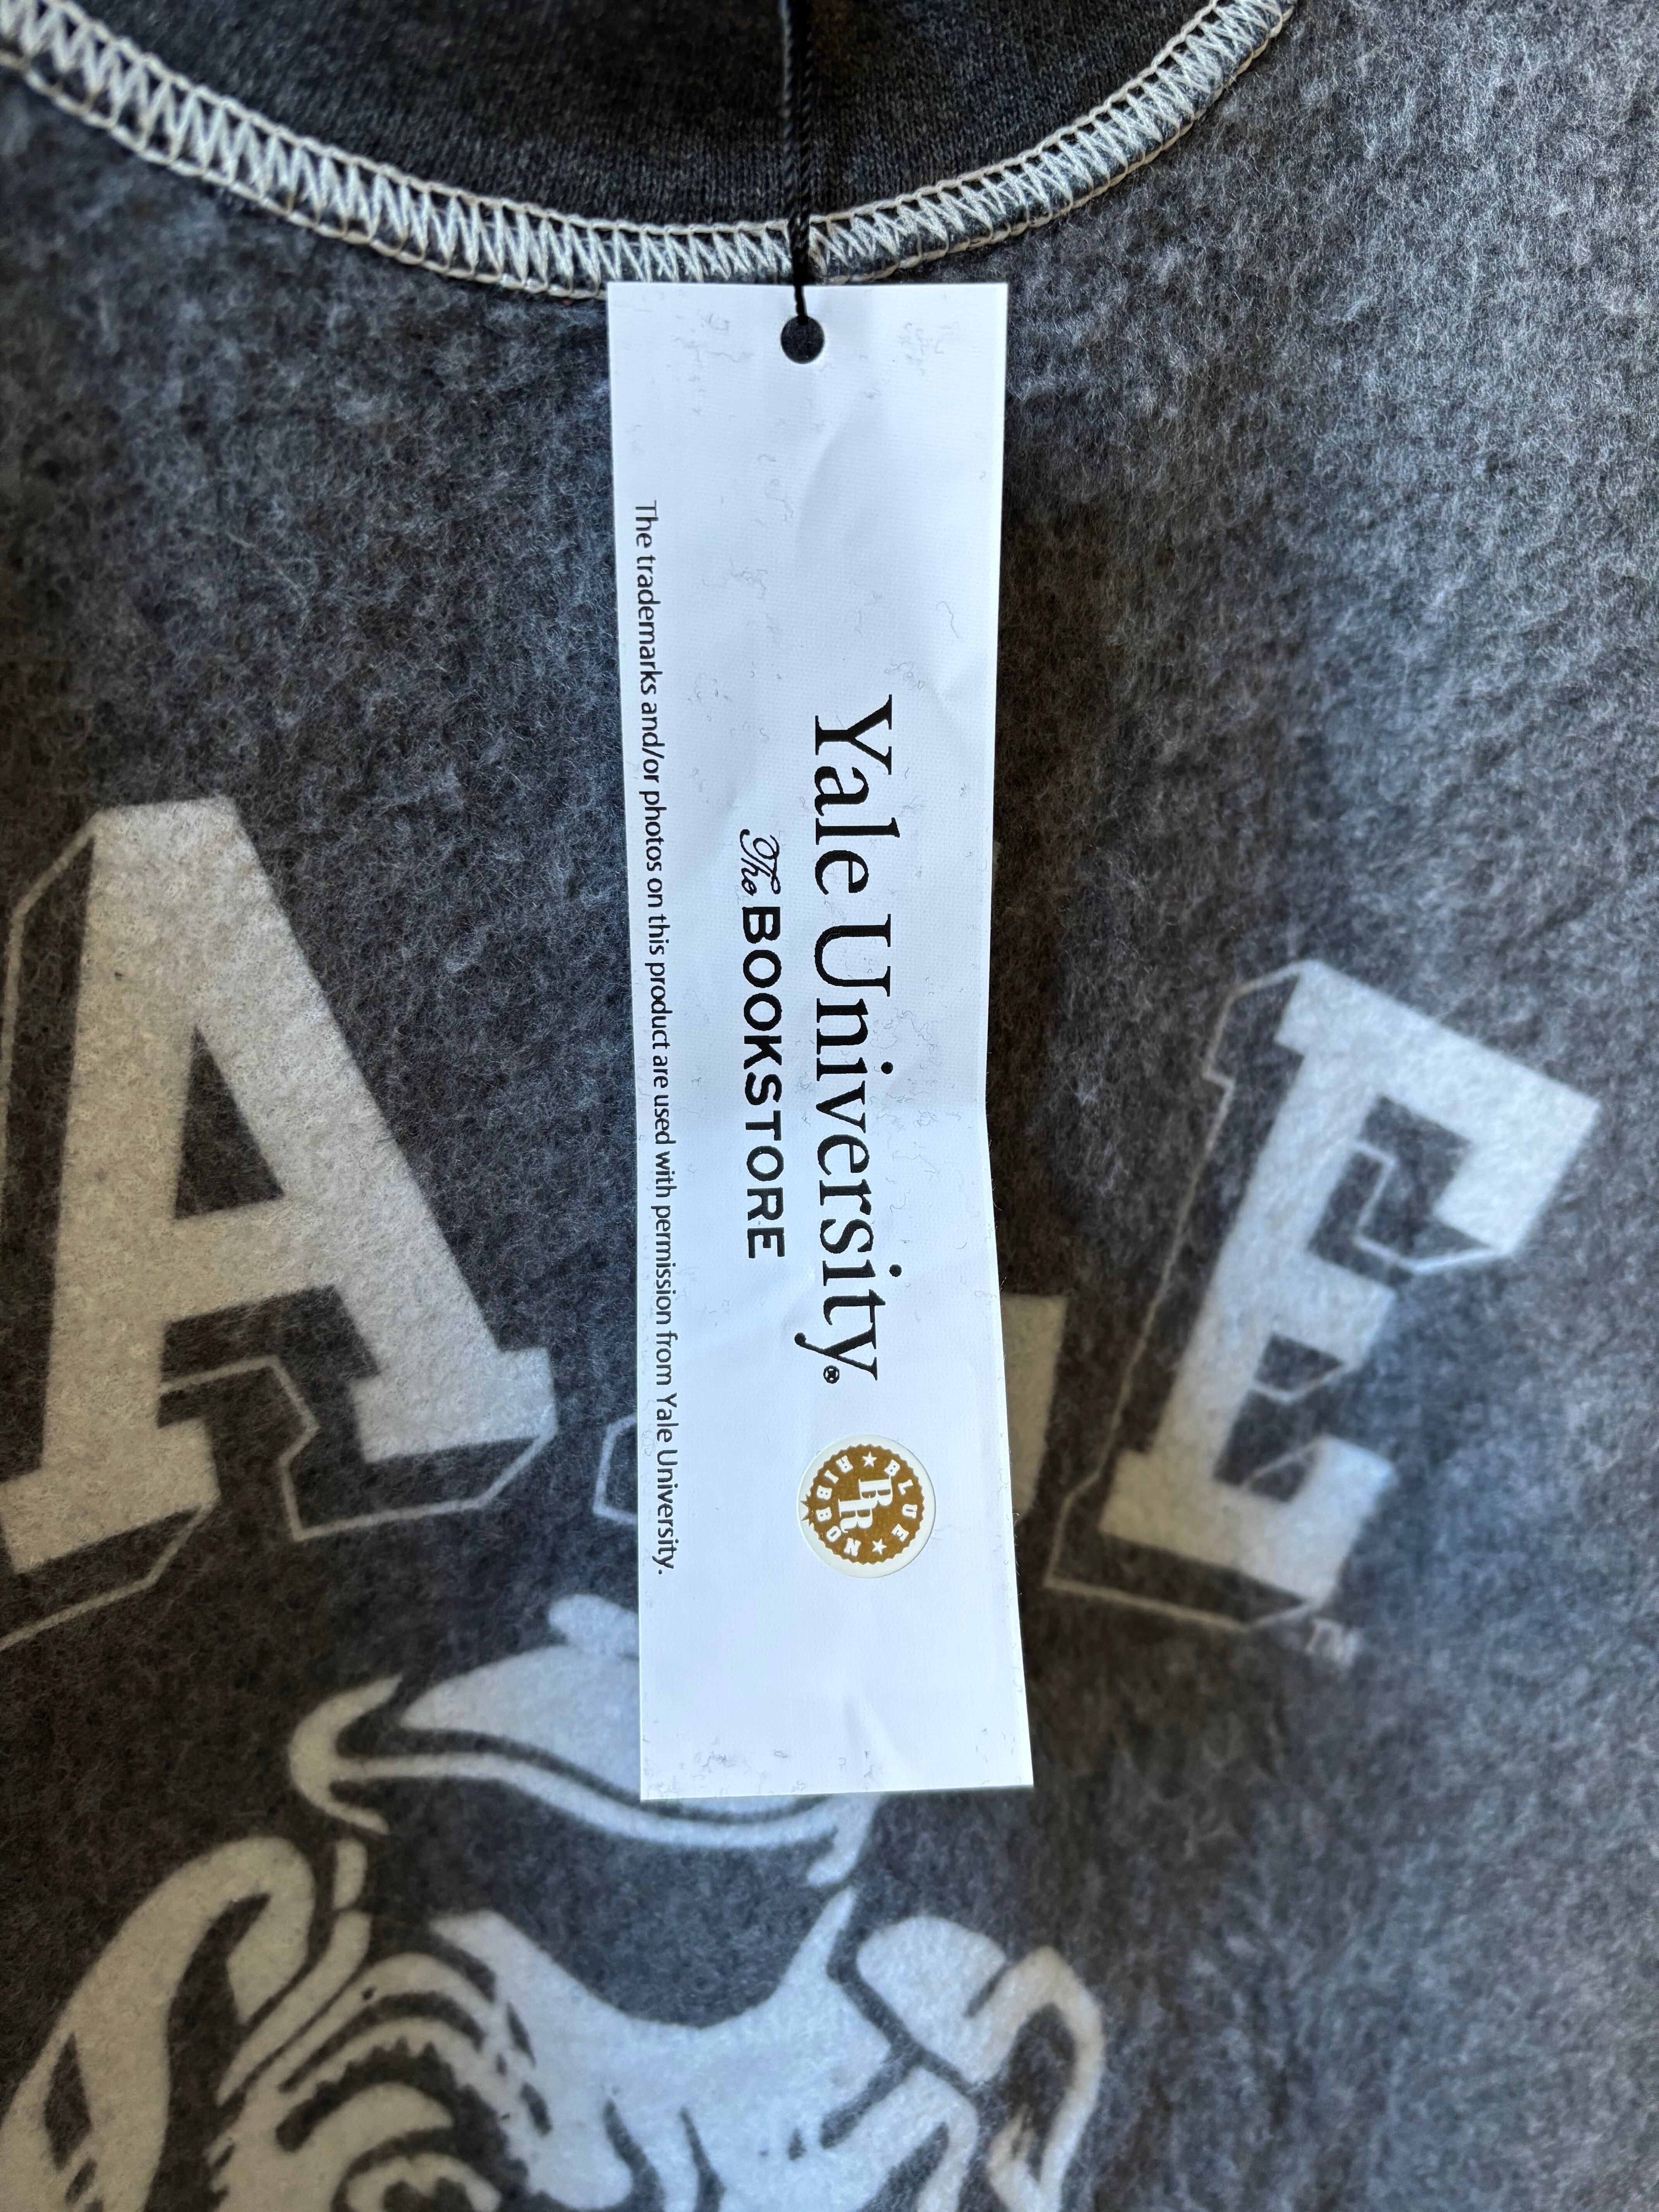 Yale University®
The BOOKSTORE
The trademarks and/or photos on this product are used with permission from Yale University.
BLUE
BR
RIBBON
A E
TM